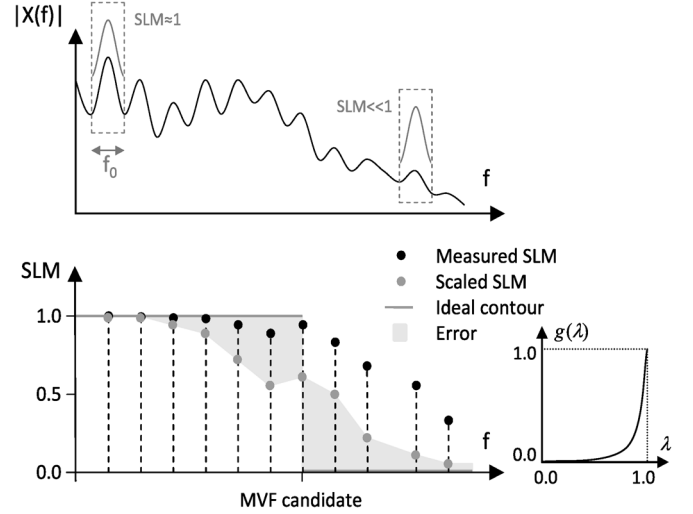 |X(f)|
SLM≈1
SLM<<1
f₀
f
SLM
Measured SLM
Scaled SLM
Ideal contour
Error
1.0
0.5
0.0
f
MVF candidate
g(λ)
1.0
0.0
λ
0.0
1.0